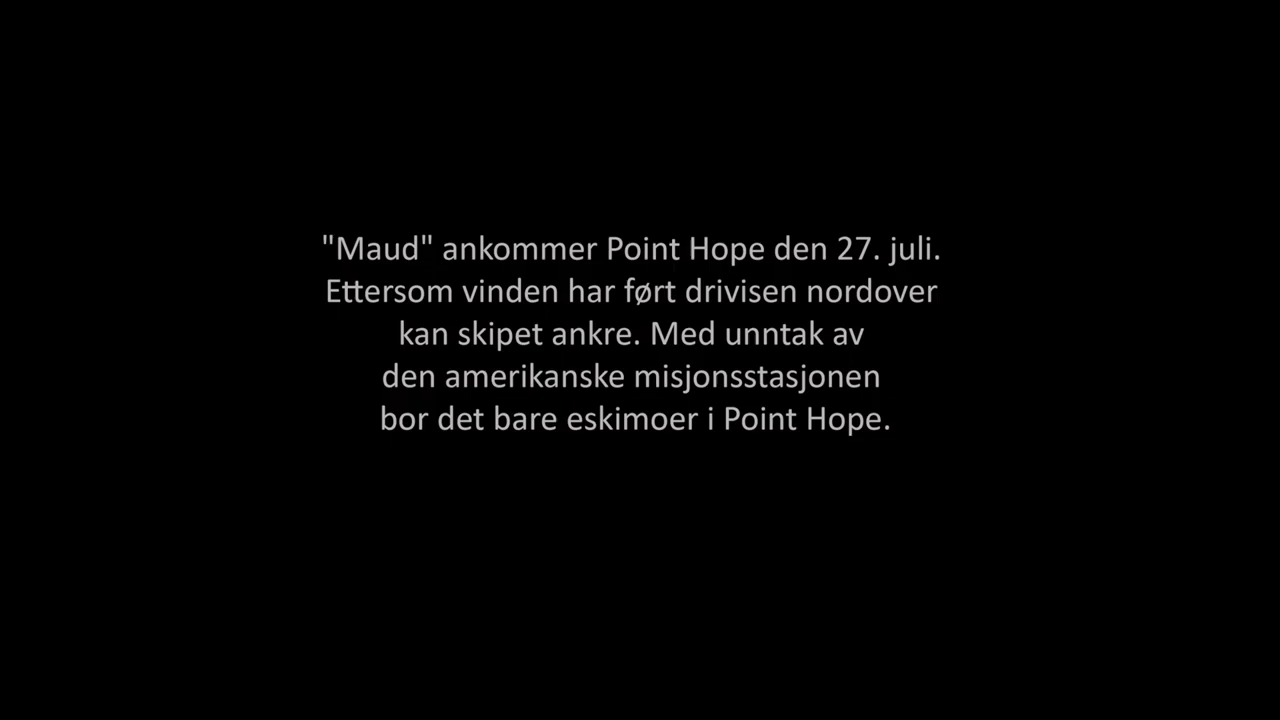 "Maud" ankommer Point Hope den 27. juli.
Ettersom vinden har ført drivisen nordover
kan skipet ankre. Med unntak av
den amerikanske misjonsstasjonen
bor det bare eskimoer i Point Hope.